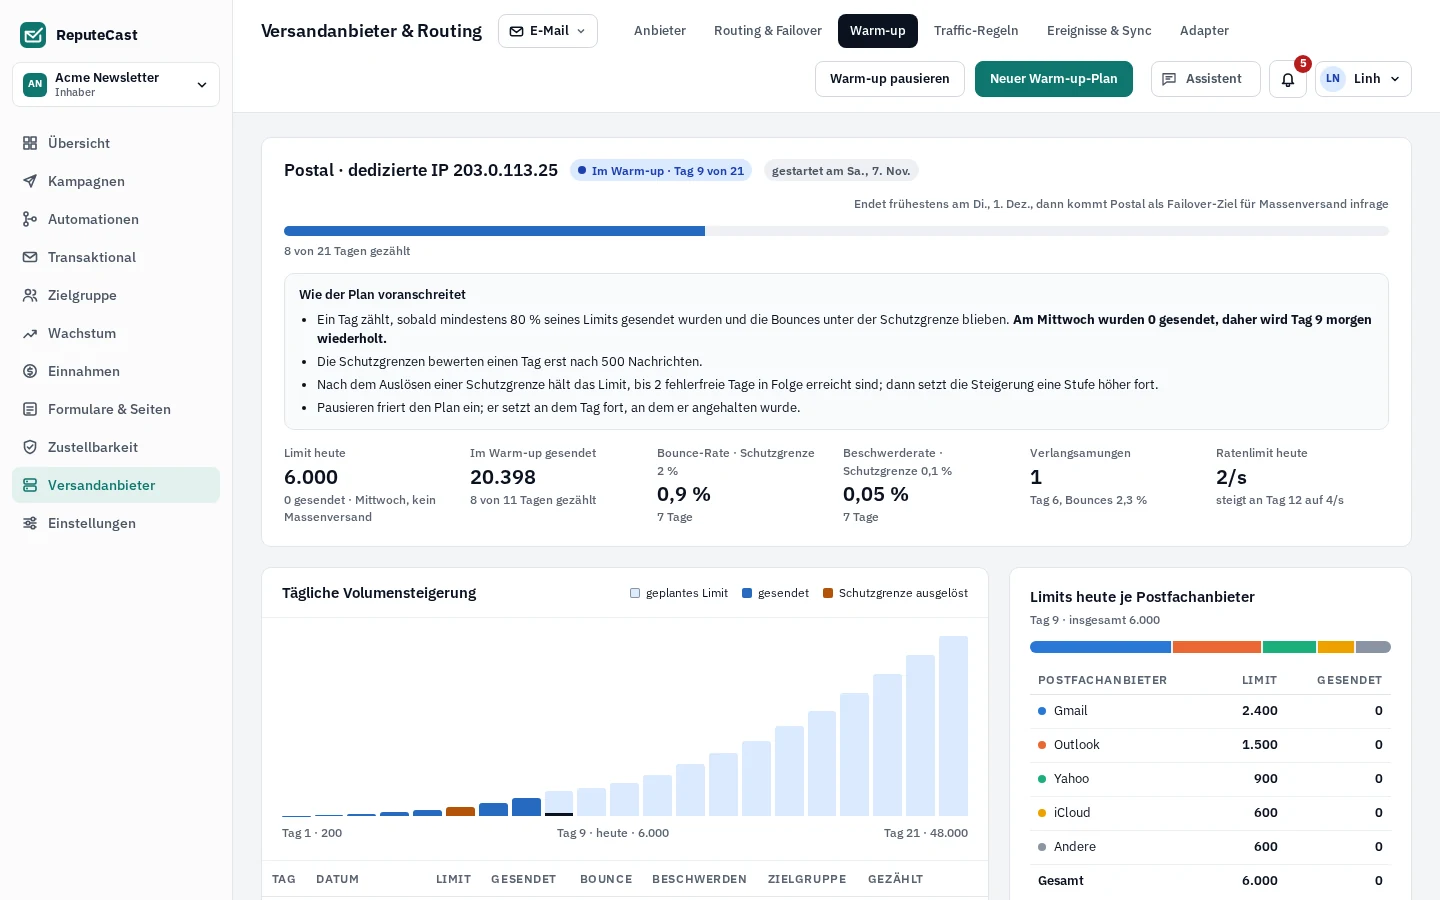 ReputeCast
AN
Acme Newsletter
Inhaber
Übersicht
Kampagnen
Automationen
Transaktional
Zielgruppe
Wachstum
Einnahmen
Formulare & Seiten
Zustellbarkeit
Versandanbieter
Einstellungen
Versandanbieter & Routing
E-Mail
Anbieter
Routing & Failover
Warm-up
Traffic-Regeln
Ereignisse & Sync
Adapter
Warm-up pausieren
Neuer Warm-up-Plan
Assistent
5
LN
Linh
Postal · dedizierte IP 203.0.113.25
Im Warm-up · Tag 9 von 21
gestartet am Sa., 7. Nov.
Endet frühestens am Di., 1. Dez., dann kommt Postal als Failover-Ziel für Massenversand infrage
8 von 21 Tagen gezählt
Wie der Plan voranschreitet
• Ein Tag zählt, sobald mindestens 80 % seines Limits gesendet wurden und die Bounces unter der Schutzgrenze blieben. Am Mittwoch wurden 0 gesendet, daher wird Tag 9 morgen
wiederholt.
• Die Schutzgrenzen bewerten einen Tag erst nach 500 Nachrichten.
• Nach dem Auslösen einer Schutzgrenze hält das Limit, bis 2 fehlerfreie Tage in Folge erreicht sind; dann setzt die Steigerung eine Stufe höher fort.
• Pausieren friert den Plan ein; er setzt an dem Tag fort, an dem er angehalten wurde.
Limit heute
6.000
0 gesendet · Mittwoch, kein
Massenversand
Im Warm-up gesendet
20.398
8 von 11 Tagen gezählt
Bounce-Rate · Schutzgrenze
2 %
0,9 %
7 Tage
Beschwerderate ·
Schutzgrenze 0,1 %
0,05 %
7 Tage
Verlangsamungen
1
Tag 6, Bounces 2,3 %
Ratenlimit heute
2/s
steigt an Tag 12 auf 4/s
Tägliche Volumensteigerung
geplantes Limit
gesendet
Schutzgrenze ausgelöst
Tag 1 · 200
Tag 9 · heute · 6.000
Tag 21 · 48.000
TAG DATUM LIMIT GESENDET BOUNCE BESCHWERDEN ZIELGRUPPE GEZÄHLT
Limits heute je Postfachanbieter
Tag 9 · insgesamt 6.000
POSTFACHANBIETER LIMIT GESENDET
Gmail 2.400 0
Outlook 1.500 0
Yahoo 900 0
iCloud 600 0
Andere 600 0
Gesamt 6.000 0